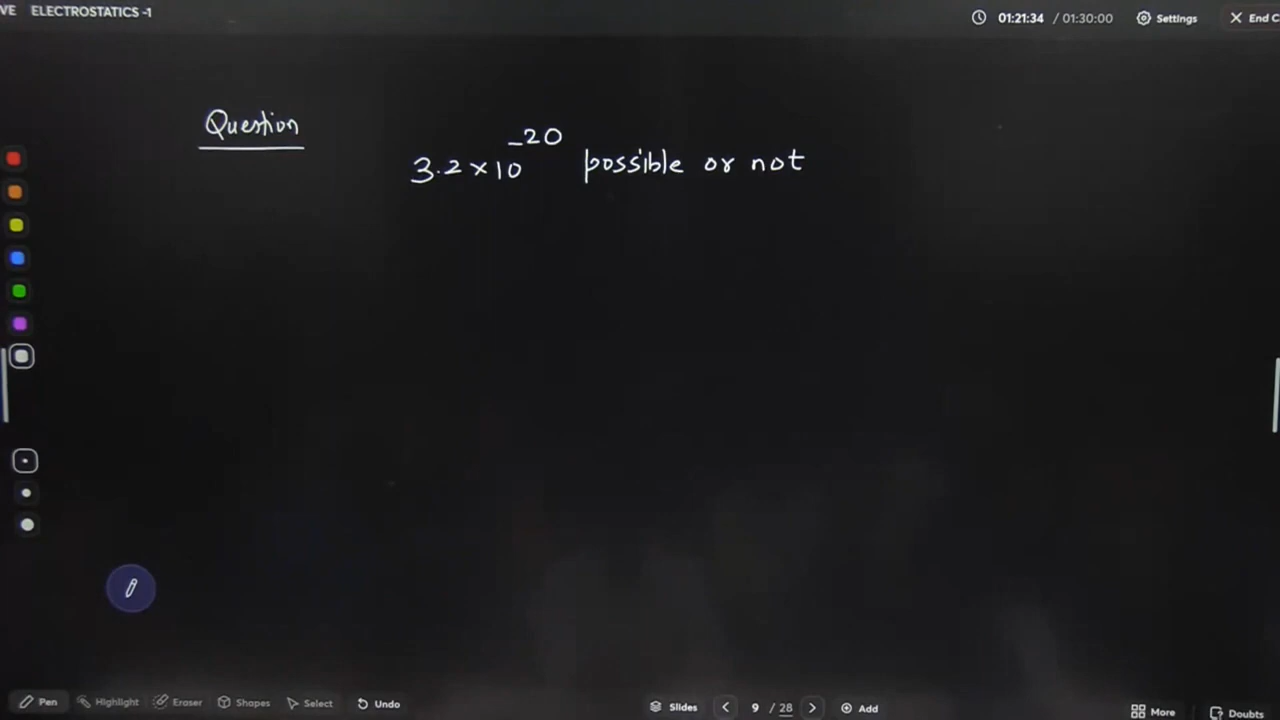 VE ELECTROSTATICS -1
01:21:34 / 01:30:00 Settings End C
Question
3.2 × 10⁻²⁰ possible or not
Pen Highlight Eraser Shapes Select Undo Slides 9 / 28 Add More Doubts